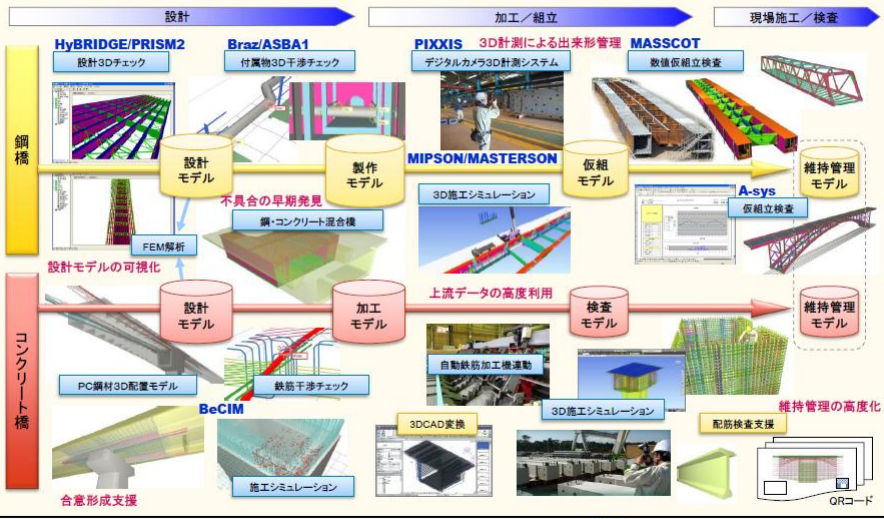 設計
加工／組立
現場施工／検査
HyBRIDGE/PRISM2
設計3Dチェック
Braz/ASBA1
付属物3D干渉チェック
PIXXIS
3D計測による出来形管理
デジタルカメラ3D計測システム
MASSCOT
数値仮組立検査
鋼橋
設計
モデル
製作
モデル
MIPSON/MASTERSON
仮組
モデル
維持管理
モデル
不具合の早期発見
3D施工シミュレーション
A-sys
仮組立検査
鋼・コンクリート混合橋
FEM解析
設計モデルの可視化
コンクリート橋
設計
モデル
加工
モデル
上流データの高度利用
検査
モデル
維持管理
モデル
PC鋼材3D配置モデル
鉄筋干渉チェック
自動鉄筋加工機連動
3D施工シミュレーション
維持管理の高度化
BeCIM
3DCAD変換
配筋検査支援
施工シミュレーション
合意形成支援
QRコード